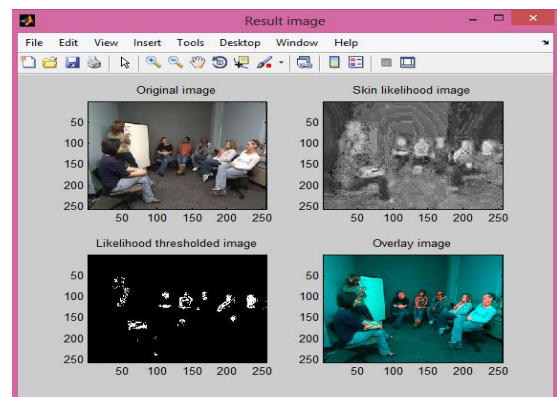 Result image
File Edit View Insert Tools Desktop Window Help
Original image
50
100
150
200
250
50 100 150 200 250
Skin likelihood image
50
100
150
200
250
50 100 150 200 250
Likelihood thresholded image
50
100
150
200
250
50 100 150 200 250
Overlay image
50
100
150
200
250
50 100 150 200 250